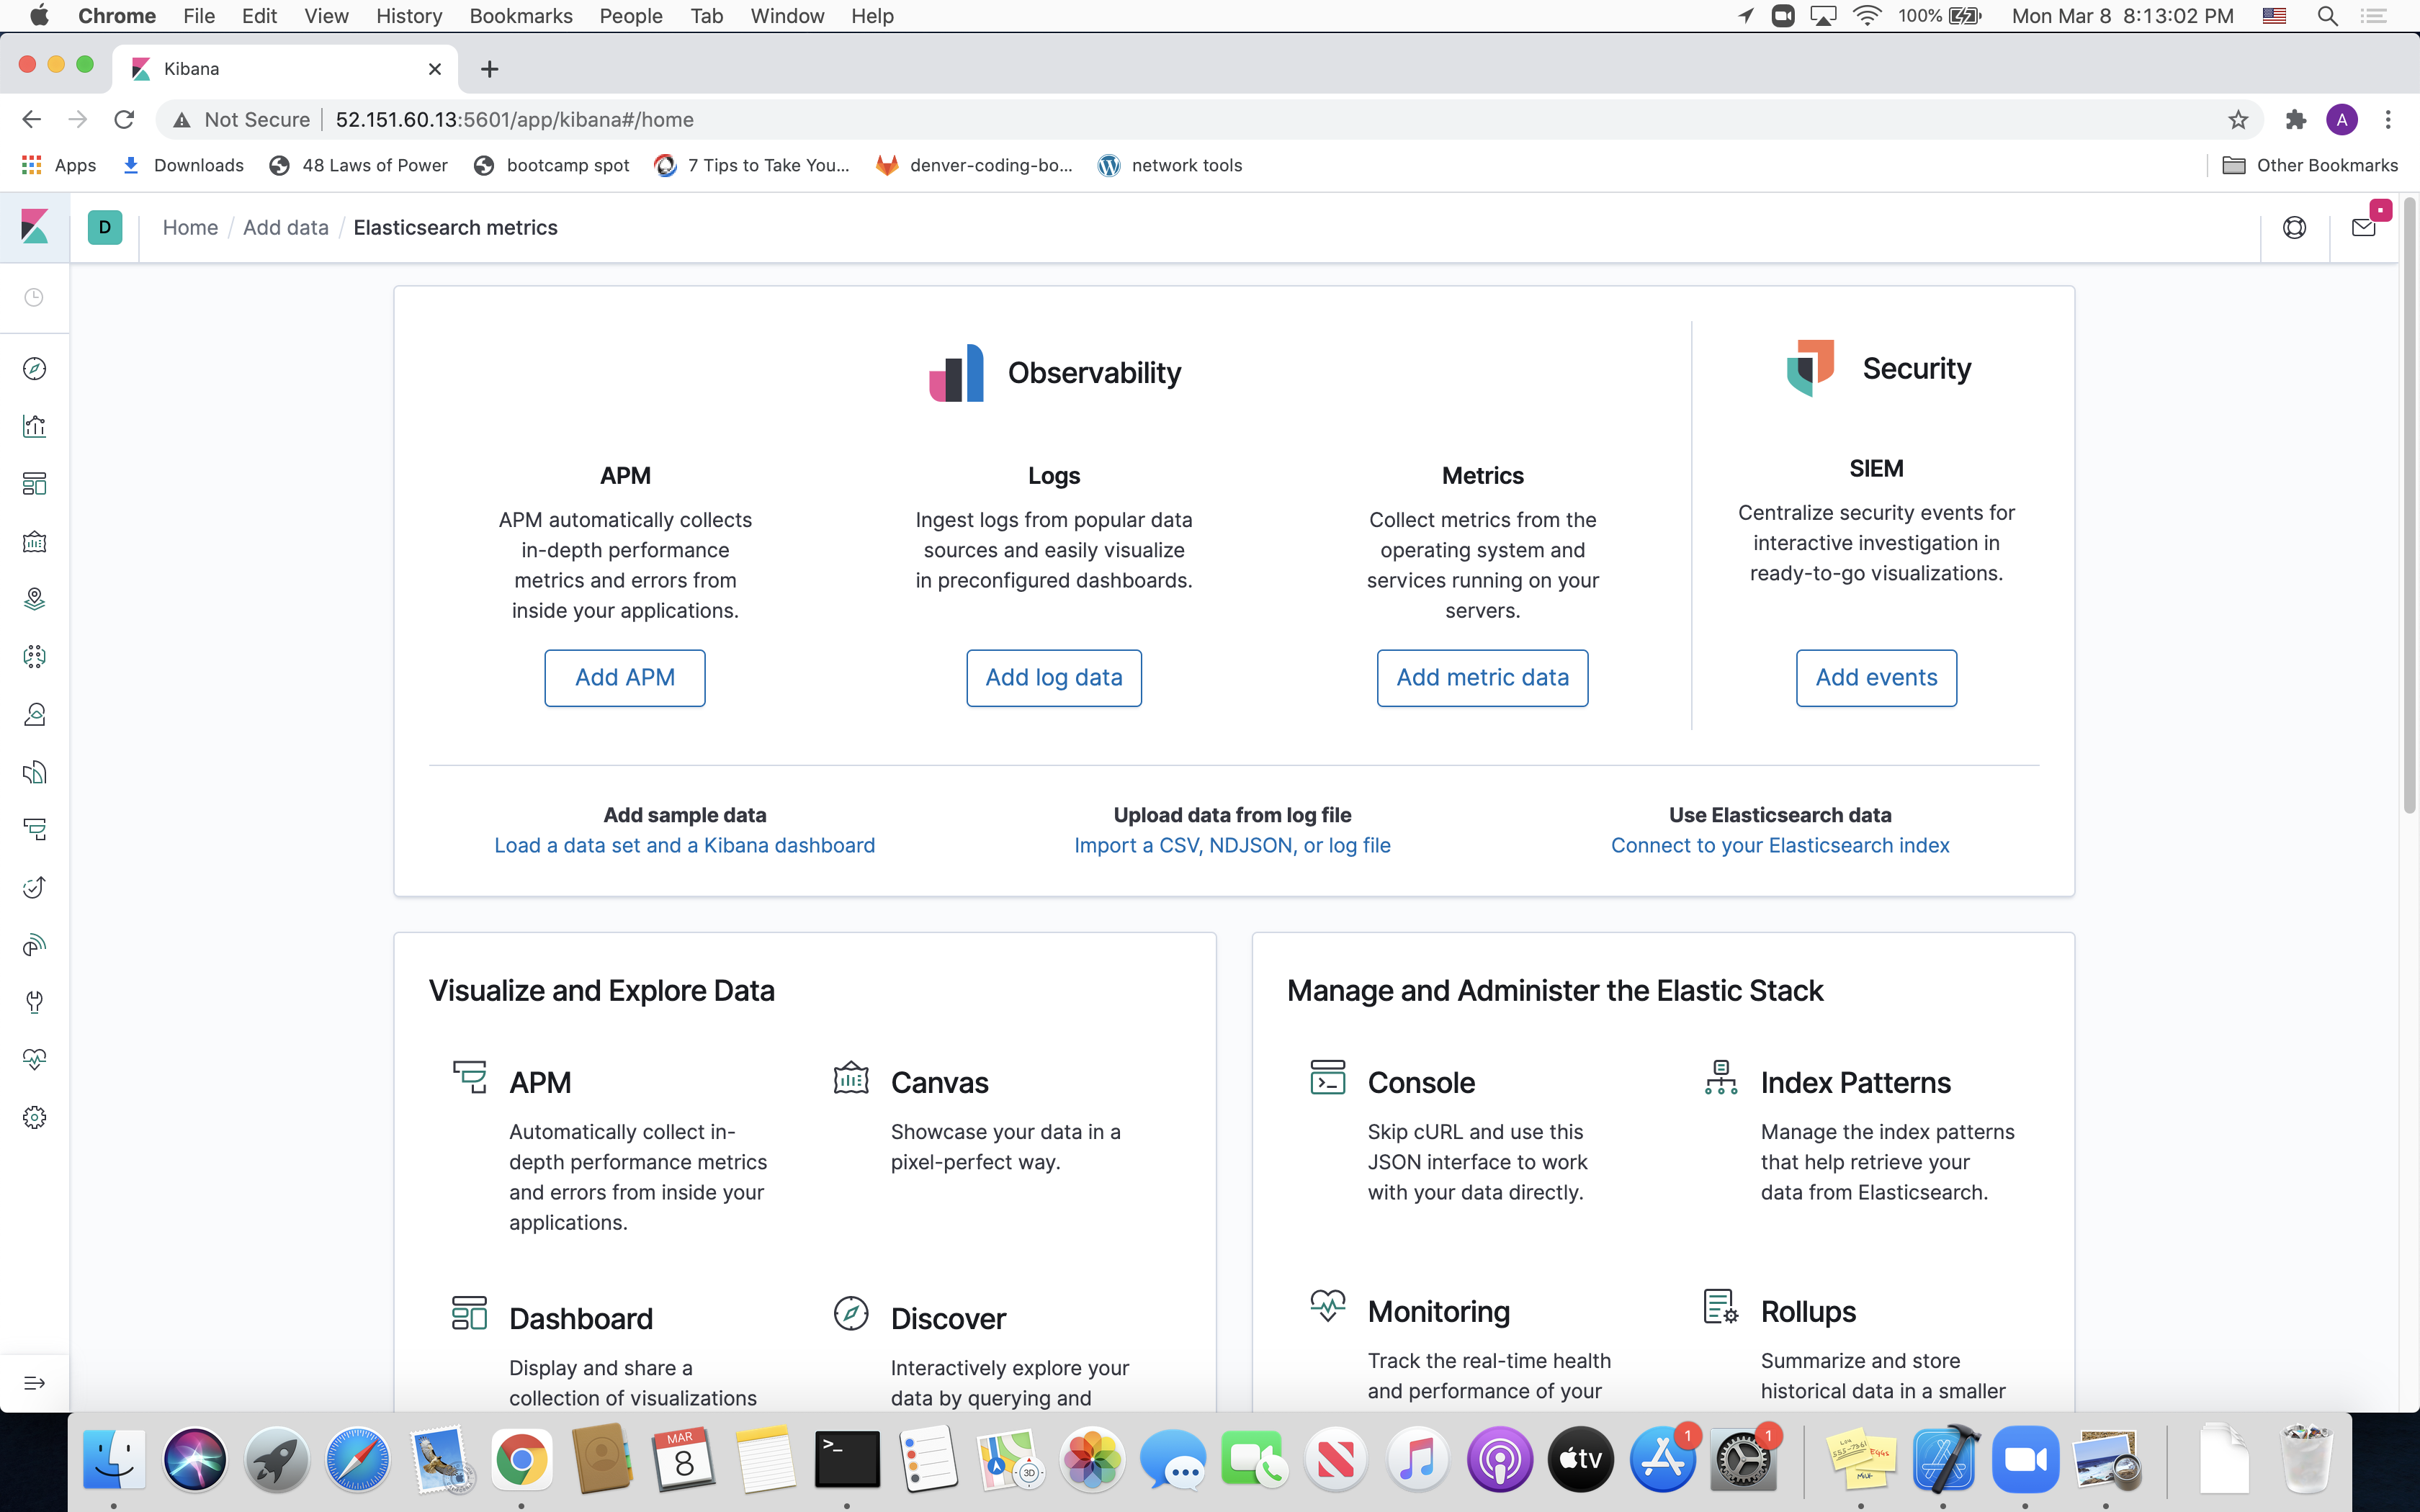 Chrome File Edit View History Bookmarks People Tab Window Help 100% Mon Mar 8 8:13:02 PM
Kibana
Not Secure 52.151.60.13:5601/app/kibana#/home A
Apps Downloads 48 Laws of Power bootcamp spot 7 Tips to Take You... denver-coding-bo... network tools Other Bookmarks
D Home / Add data / Elasticsearch metrics
Observability
Security
APM
APM automatically collects
in-depth performance
metrics and errors from
inside your applications.
Add APM
Logs
Ingest logs from popular data
sources and easily visualize
in preconfigured dashboards.
Add log data
Metrics
Collect metrics from the
operating system and
services running on your
servers.
Add metric data
SIEM
Centralize security events for
interactive investigation in
ready-to-go visualizations.
Add events
Add sample data
Load a data set and a Kibana dashboard
Upload data from log file
Import a CSV, NDJSON, or log file
Use Elasticsearch data
Connect to your Elasticsearch index
Visualize and Explore Data
APM
Automatically collect in-
depth performance metrics
and errors from inside your
applications.
Canvas
Showcase your data in a
pixel-perfect way.
Dashboard
Display and share a
collection of visualizations
Discover
Interactively explore your
data by querying and
Manage and Administer the Elastic Stack
Console
Skip cURL and use this
JSON interface to work
with your data directly.
Index Patterns
Manage the index patterns
that help retrieve your
data from Elasticsearch.
Monitoring
Track the real-time health
and performance of your
Rollups
Summarize and store
historical data in a smaller
MAR
8
>_
3D
tv
1
1